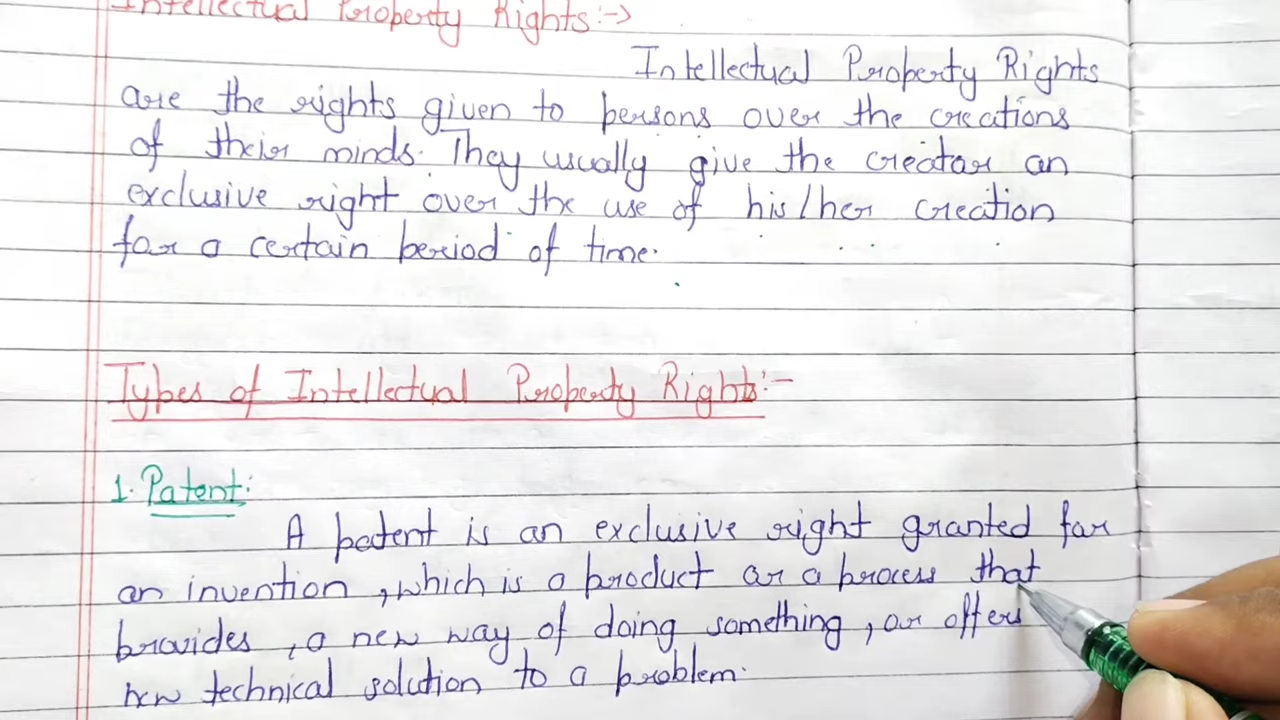 Intellectual Property Rights:->
Intellectual Property Rights
are the rights given to persons over the creations
of their minds. They usually give the creator an
exclusive right over the use of his/her creation
for a certain period of time.
Types of Intellectual Property Rights:-
1. Patent:
A patent is an exclusive right granted for
an invention, which is a product or a process that
provides, a new way of doing something, or offers
new technical solution to a problem.